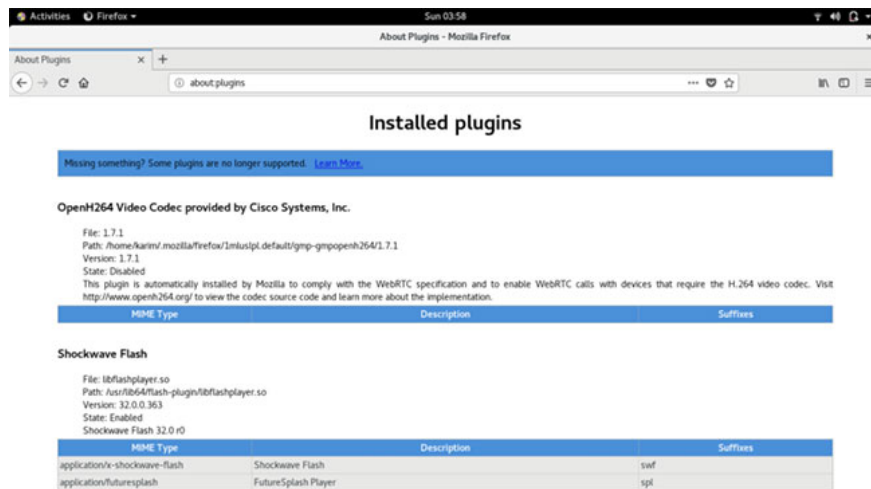 Activities Firefox Sun 03:58
About Plugins - Mozilla Firefox
About Plugins
about:plugins
Installed plugins
Missing something? Some plugins are no longer supported. Learn More.
OpenH264 Video Codec provided by Cisco Systems, Inc.
File: 1.7.1
Path: /home/karim/.mozilla/firefox/1mluslpl.default/gmp-gmpopenh264/1.7.1
Version: 1.7.1
State: Disabled
This plugin is automatically installed by Mozilla to comply with the WebRTC specification and to enable WebRTC calls with devices that require the H.264 video codec. Visit
http://www.openh264.org/ to view the codec source code and learn more about the implementation.
MIME Type Description Suffixes
Shockwave Flash
File: libflashplayer.so
Path: /usr/lib64/flash-plugin/libflashplayer.so
Version: 32.0.0.363
State: Enabled
Shockwave Flash 32.0 r0
MIME Type Description Suffixes
application/x-shockwave-flash Shockwave Flash swf
application/futuresplash FutureSplash Player spl